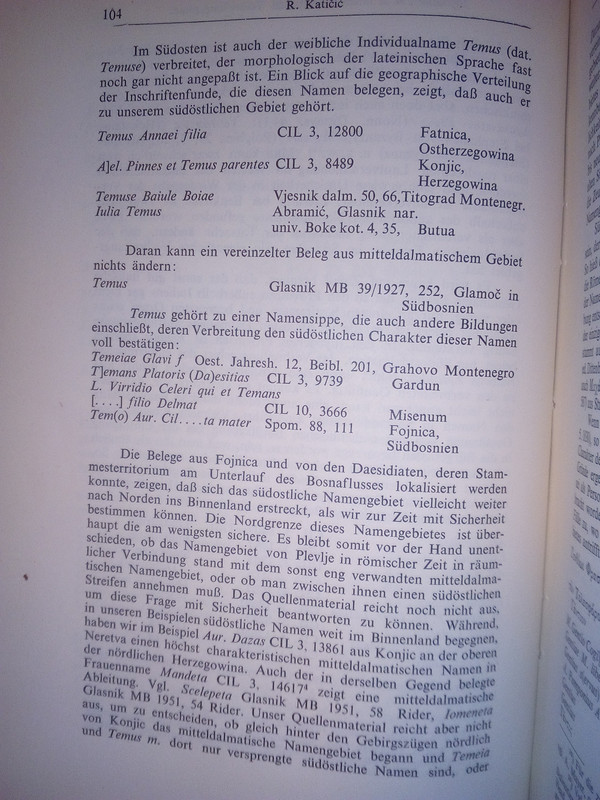 104
R. Katičić
Im Südosten ist auch der weibliche Individualname Temus (dat.
Temuse) verbreitet, der morphologisch der lateinischen Sprache fast
noch gar nicht angepaßt ist. Ein Blick auf die geographische Verteilung
der Inschriftenfunde, die diesen Namen belegen, zeigt, daß auch er
zu unserem südöstlichen Gebiet gehört.
Temus Annaei filia CIL 3, 12800 Fatnica,
Ostherzegowina
A]el. Pinnes et Temus parentes CIL 3, 8489 Konjic,
Herzegowina
Temuse Baiule Boiae Vjesnik dalm. 50, 66, Titograd Montenegr.
Iulia Temus Abramić, Glasnik nar.
univ. Boke kot. 4, 35, Butua
Daran kann ein vereinzelter Beleg aus mitteldalmatischem Gebiet
nichts ändern:
Temus Glasnik MB 39/1927, 252, Glamoč in
Südbosnien
Temus gehört zu einer Namensippe, die auch andere Bildungen
einschließt, deren Verbreitung den südöstlichen Charakter dieser Namen
voll bestätigen:
Temeiae Glavi f Oest. Jahresh. 12, Beibl. 201, Grahovo Montenegro
T]emans Platoris (Da)esitias CIL 3, 9739 Gardun
L. Virridio Celeri qui et Temans
[. . . .] filio Delmat CIL 10, 3666 Misenum
Tem(o) Aur. Cil. . . .ta mater Spom. 88, 111 Fojnica,
Südbosnien
Die Belege aus Fojnica und von den Daesidiaten, deren Stam-
mesterritorium am Unterlauf des Bosnaflusses lokalisiert werden
konnte, zeigen, daß sich das südostliche Namengebiet vielleicht weiter
nach Norden ins Binnenland erstreckt, als wir zur Zeit mit Sicherheit
bestimmen können. Die Nordgrenze dieses Namengebietes ist über-
haupt die am wenigsten sichere. Es bleibt somit vor der Hand unent-
schieden, ob das Namengebiet von Plevlje in römischer Zeit in räum-
licher Verbindung stand mit dem sonst eng verwandten mitteldalma-
tischen Namengebiet, oder ob man zwischen ihnen einen südöstlichen
Streifen annehmen muß. Das Quellenmaterial reicht noch nicht aus,
um diese Frage mit Sicherheit beantworten zu können. Während,
in unseren Beispielen südöstliche Namen weit im Binnenland begegnen,
haben wir im Beispiel Aur. Dazas CIL 3, 13861 aus Konjic an der oberen
Neretva einen höchst charakteristischen mitteldalmatischen Namen in
der nördlichen Herzegowina. Auch der in derselben Gegend belegte
Frauenname Mandeta CIL 3, 14617⁴ zeigt eine mitteldalmatische
Ableitung. Vgl. Scelepeta Glasnik MB 1951, 58 Rider, Iomeneta
Glasnik MB 1951, 54 Rider. Unser Quellenmaterial reicht aber nicht
aus, um zu entscheiden, ob gleich hinter den Gebirgszügen nördlich
von Konjic das mitteldalmatische Namengebiet begann und Temeia
und Temus m. dort nur versprengte südöstliche Namen sind, oder